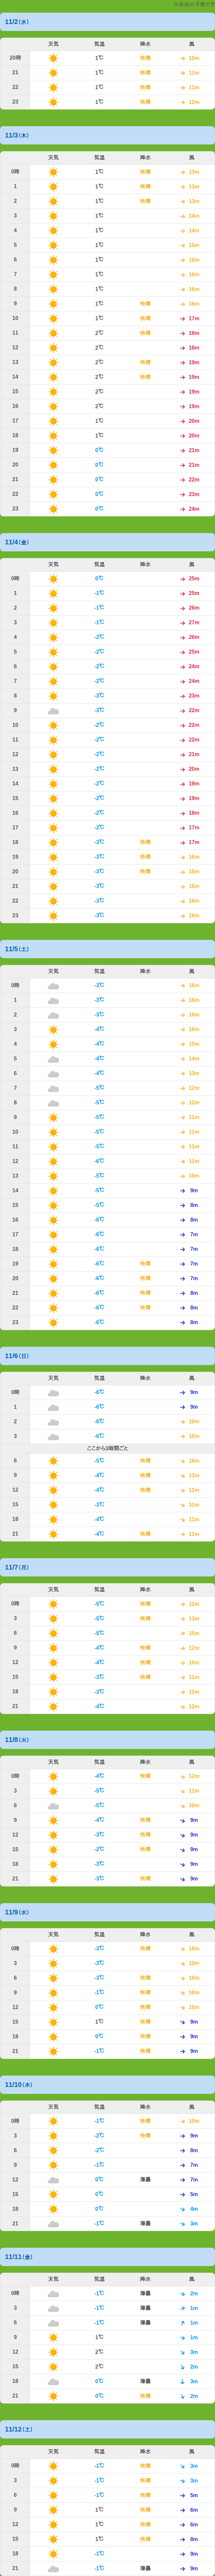 11/2(水)
天気 気温 降水 風
20時 1℃ 快晴 10m
21 1℃ 快晴 11m
22 1℃ 快晴 11m
23 1℃ 快晴 12m
11/3(木)
天気 気温 降水 風
0時 1℃ 快晴 13m
1 1℃ 快晴 13m
2 1℃ 快晴 13m
3 1℃ 14m
4 1℃ 14m
5 1℃ 15m
6 1℃ 16m
7 1℃ 16m
8 1℃ 16m
9 1℃ 快晴 16m
10 1℃ 快晴 17m
11 2℃ 快晴 18m
12 2℃ 18m
13 2℃ 快晴 19m
14 2℃ 快晴 19m
15 2℃ 19m
16 2℃ 19m
17 1℃ 20m
18 1℃ 20m
19 0℃ 21m
20 0℃ 21m
21 0℃ 22m
22 0℃ 23m
23 0℃ 24m
11/4(金)
天気 気温 降水 風
0時 0℃ 25m
1 -1℃ 25m
2 -1℃ 26m
3 -1℃ 27m
4 -2℃ 26m
5 -2℃ 25m
6 -2℃ 24m
7 -2℃ 24m
8 -3℃ 23m
9 -3℃ 22m
10 -2℃ 22m
11 -2℃ 22m
12 -2℃ 21m
13 -2℃ 20m
14 -2℃ 19m
15 -2℃ 19m
16 -2℃ 18m
17 -2℃ 17m
18 -3℃ 快晴 17m
19 -3℃ 快晴 16m
20 -3℃ 快晴 16m
21 -3℃ 16m
22 -3℃ 16m
23 -3℃ 16m
11/5(土)
天気 気温 降水 風
0時 -3℃ 16m
1 -3℃ 16m
2 -3℃ 16m
3 -4℃ 16m
4 -4℃ 15m
5 -4℃ 14m
6 -4℃ 13m
7 -5℃ 12m
8 -5℃ 12m
9 -5℃ 11m
10 -5℃ 11m
11 -5℃ 11m
12 -6℃ 11m
13 -5℃ 10m
14 -5℃ 9m
15 -5℃ 8m
16 -6℃ 8m
17 -6℃ 7m
18 -6℃ 7m
19 -6℃ 快晴 7m
20 -6℃ 快晴 7m
21 -6℃ 快晴 8m
22 -6℃ 快晴 8m
23 -6℃ 8m
11/6(日)
天気 気温 降水 風
0時 -6℃ 9m
1 -6℃ 9m
2 -6℃ 10m
3 -6℃ 10m
ここから3時間ごと
6 -5℃ 快晴 16m
9 -4℃ 快晴 13m
12 -4℃ 快晴 11m
15 -3℃ 11m
18 -4℃ 11m
21 -4℃ 快晴 11m
11/7(月)
天気 気温 降水 風
0時 -5℃ 快晴 12m
3 -5℃ 快晴 13m
6 -5℃ 15m
9 -4℃ 快晴 12m
12 -4℃ 快晴 10m
15 -3℃ 快晴 11m
18 -3℃ 12m
21 -4℃ 12m
11/8(火)
天気 気温 降水 風
0時 -4℃ 快晴 12m
3 -5℃ 11m
6 -5℃ 10m
9 -4℃ 快晴 9m
12 -3℃ 快晴 9m
15 -2℃ 快晴 9m
18 -3℃ 9m
21 -3℃ 快晴 9m
11/9(水)
天気 気温 降水 風
0時 -3℃ 快晴 10m
3 -3℃ 10m
6 -3℃ 快晴 10m
9 -1℃ 快晴 10m
12 0℃ 快晴 10m
15 1℃ 快晴 9m
18 0℃ 快晴 9m
21 -1℃ 快晴 9m
11/10(木)
天気 気温 降水 風
0時 -1℃ 快晴 10m
3 -2℃ 快晴 9m
6 -2℃ 8m
9 -1℃ 7m
12 0℃ 薄曇 7m
15 0℃ 5m
18 0℃ 4m
21 -1℃ 薄曇 3m
11/11(金)
天気 気温 降水 風
0時 -1℃ 薄曇 2m
3 -1℃ 薄曇 1m
6 -1℃ 薄曇 1m
9 1℃ 1m
12 2℃ 3m
15 2℃ 2m
18 0℃ 薄曇 3m
21 0℃ 快晴 2m
11/12(土)
天気 気温 降水 風
0時 -1℃ 快晴 3m
3 -1℃ 快晴 3m
6 -1℃ 快晴 5m
9 1℃ 快晴 6m
12 1℃ 快晴 6m
15 1℃ 快晴 8m
18 -1℃ 9m
21 -1℃ 薄曇 9m